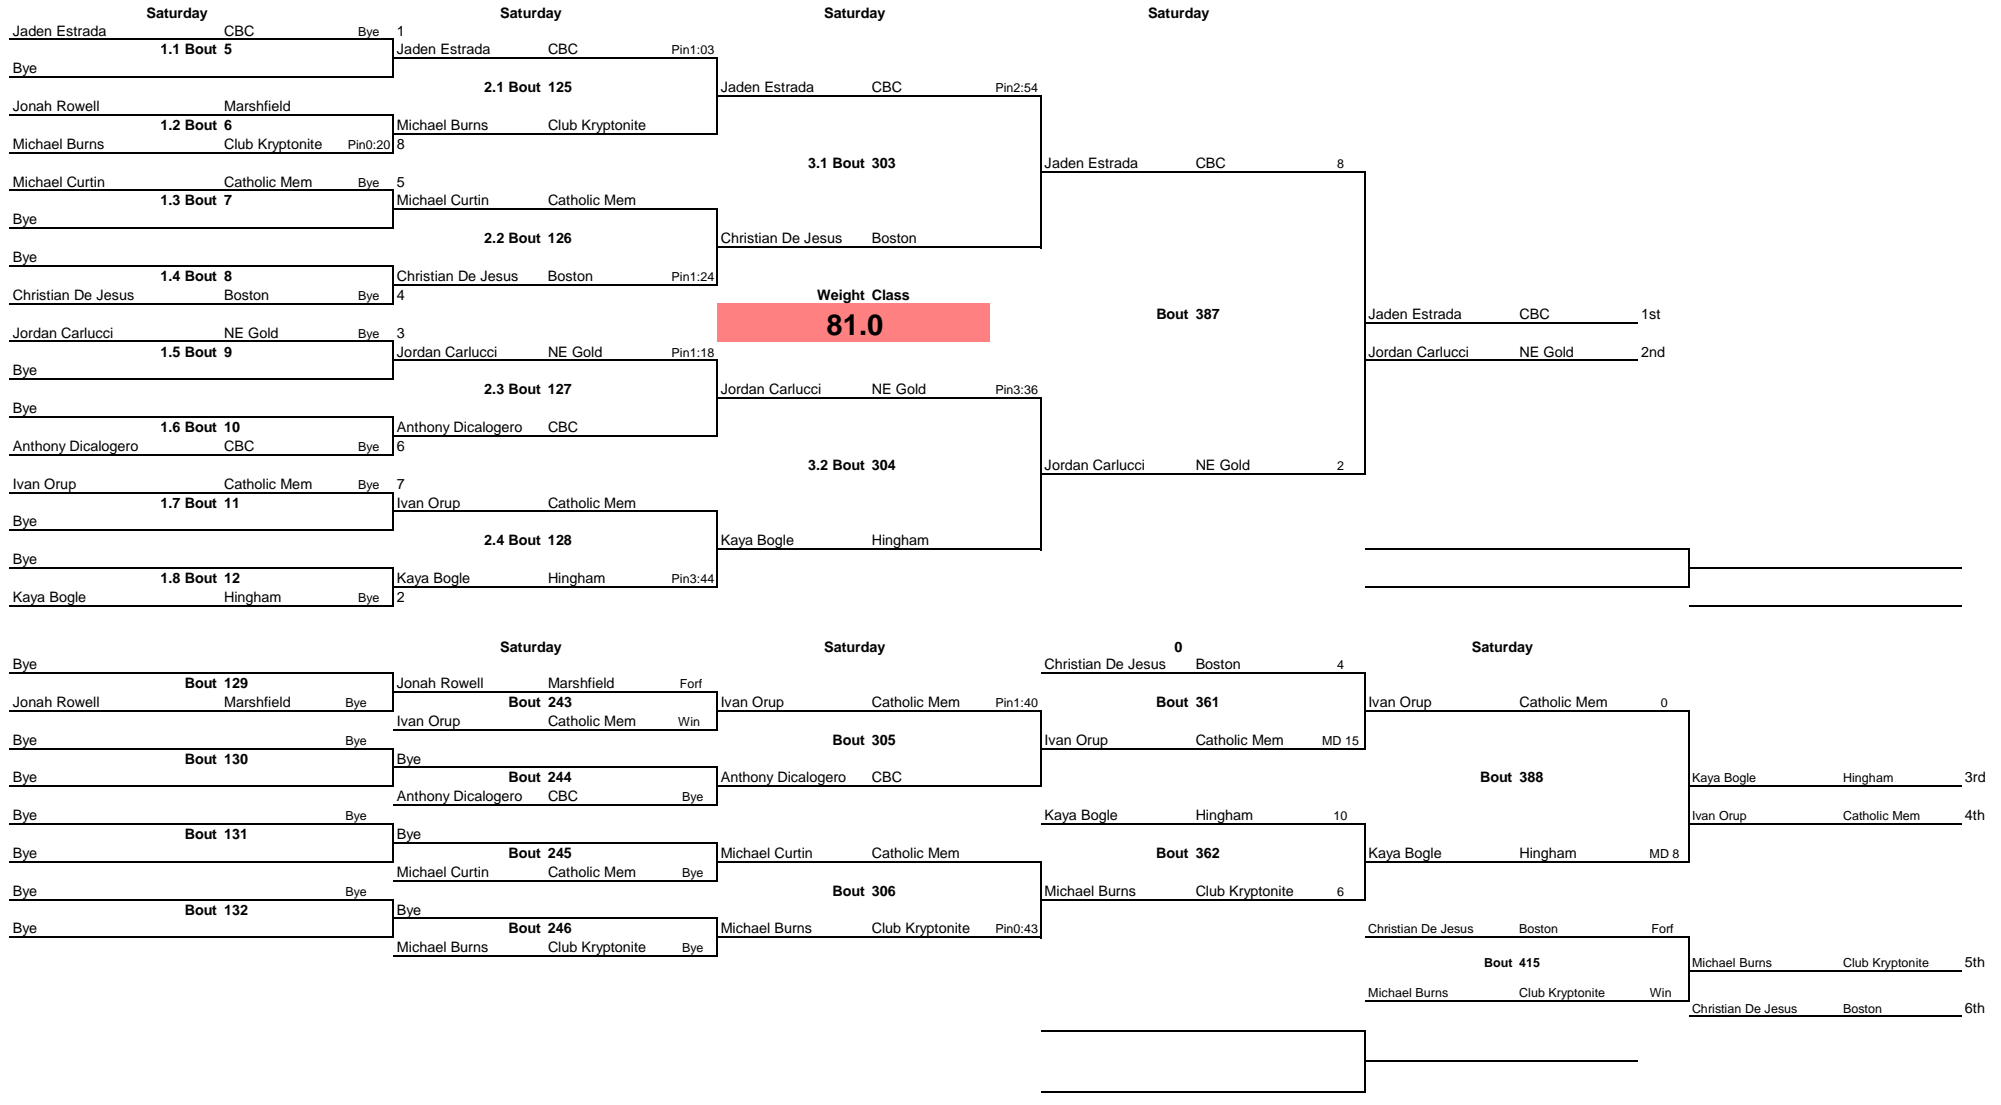 Saturday Saturday Saturday Saturday
Jaden Estrada CBC Bye 1
1.1 Bout 5 Jaden Estrada CBC Pin1:03
Bye
2.1 Bout 125 Jaden Estrada CBC Pin2:54
Jonah Rowell Marshfield
1.2 Bout 6 Michael Burns Club Kryptonite
Michael Burns Club Kryptonite Pin0:20 8
3.1 Bout 303 Jaden Estrada CBC 8
Michael Curtin Catholic Mem Bye 5
1.3 Bout 7 Michael Curtin Catholic Mem
Bye
2.2 Bout 126 Christian De Jesus Boston
Bye
1.4 Bout 8 Christian De Jesus Boston Pin1:24
Christian De Jesus Boston Bye 4 Weight Class
Bout 387 Jaden Estrada CBC 1st
81.0
Jordan Carlucci NE Gold Bye 3
1.5 Bout 9 Jordan Carlucci NE Gold Pin1:18 Jordan Carlucci NE Gold 2nd
Bye
2.3 Bout 127 Jordan Carlucci NE Gold Pin3:36
Bye
1.6 Bout 10 Anthony Dicalogero CBC
Anthony Dicalogero CBC Bye 6
3.2 Bout 304 Jordan Carlucci NE Gold 2
Ivan Orup Catholic Mem Bye 7
1.7 Bout 11 Ivan Orup Catholic Mem
Bye
2.4 Bout 128 Kaya Bogle Hingham
Bye
1.8 Bout 12 Kaya Bogle Hingham Pin3:44
Kaya Bogle Hingham Bye 2
Saturday Saturday 0 Saturday
Bye Christian De Jesus Boston 4
Bout 129 Jonah Rowell Marshfield Forf
Jonah Rowell Marshfield Bye Bout 243 Ivan Orup Catholic Mem Pin1:40 Bout 361 Ivan Orup Catholic Mem 0
Ivan Orup Catholic Mem Win
Bye Bye Bout 305 Ivan Orup Catholic Mem MD 15
Bout 130 Bye
Bye Bout 244 Anthony Dicalogero CBC Bout 388 Kaya Bogle Hingham 3rd
Anthony Dicalogero CBC Bye
Bye Bye Kaya Bogle Hingham 10 Ivan Orup Catholic Mem 4th
Bout 131 Bye
Bye Bout 245 Michael Curtin Catholic Mem Bout 362 Kaya Bogle Hingham MD 8
Michael Curtin Catholic Mem Bye
Bye Bye Bout 306 Michael Burns Club Kryptonite 6
Bout 132 Bye
Bye Bout 246 Michael Burns Club Kryptonite Pin0:43 Christian De Jesus Boston Forf
Michael Burns Club Kryptonite Bye
Bout 415 Michael Burns Club Kryptonite 5th
Michael Burns Club Kryptonite Win
Christian De Jesus Boston 6th